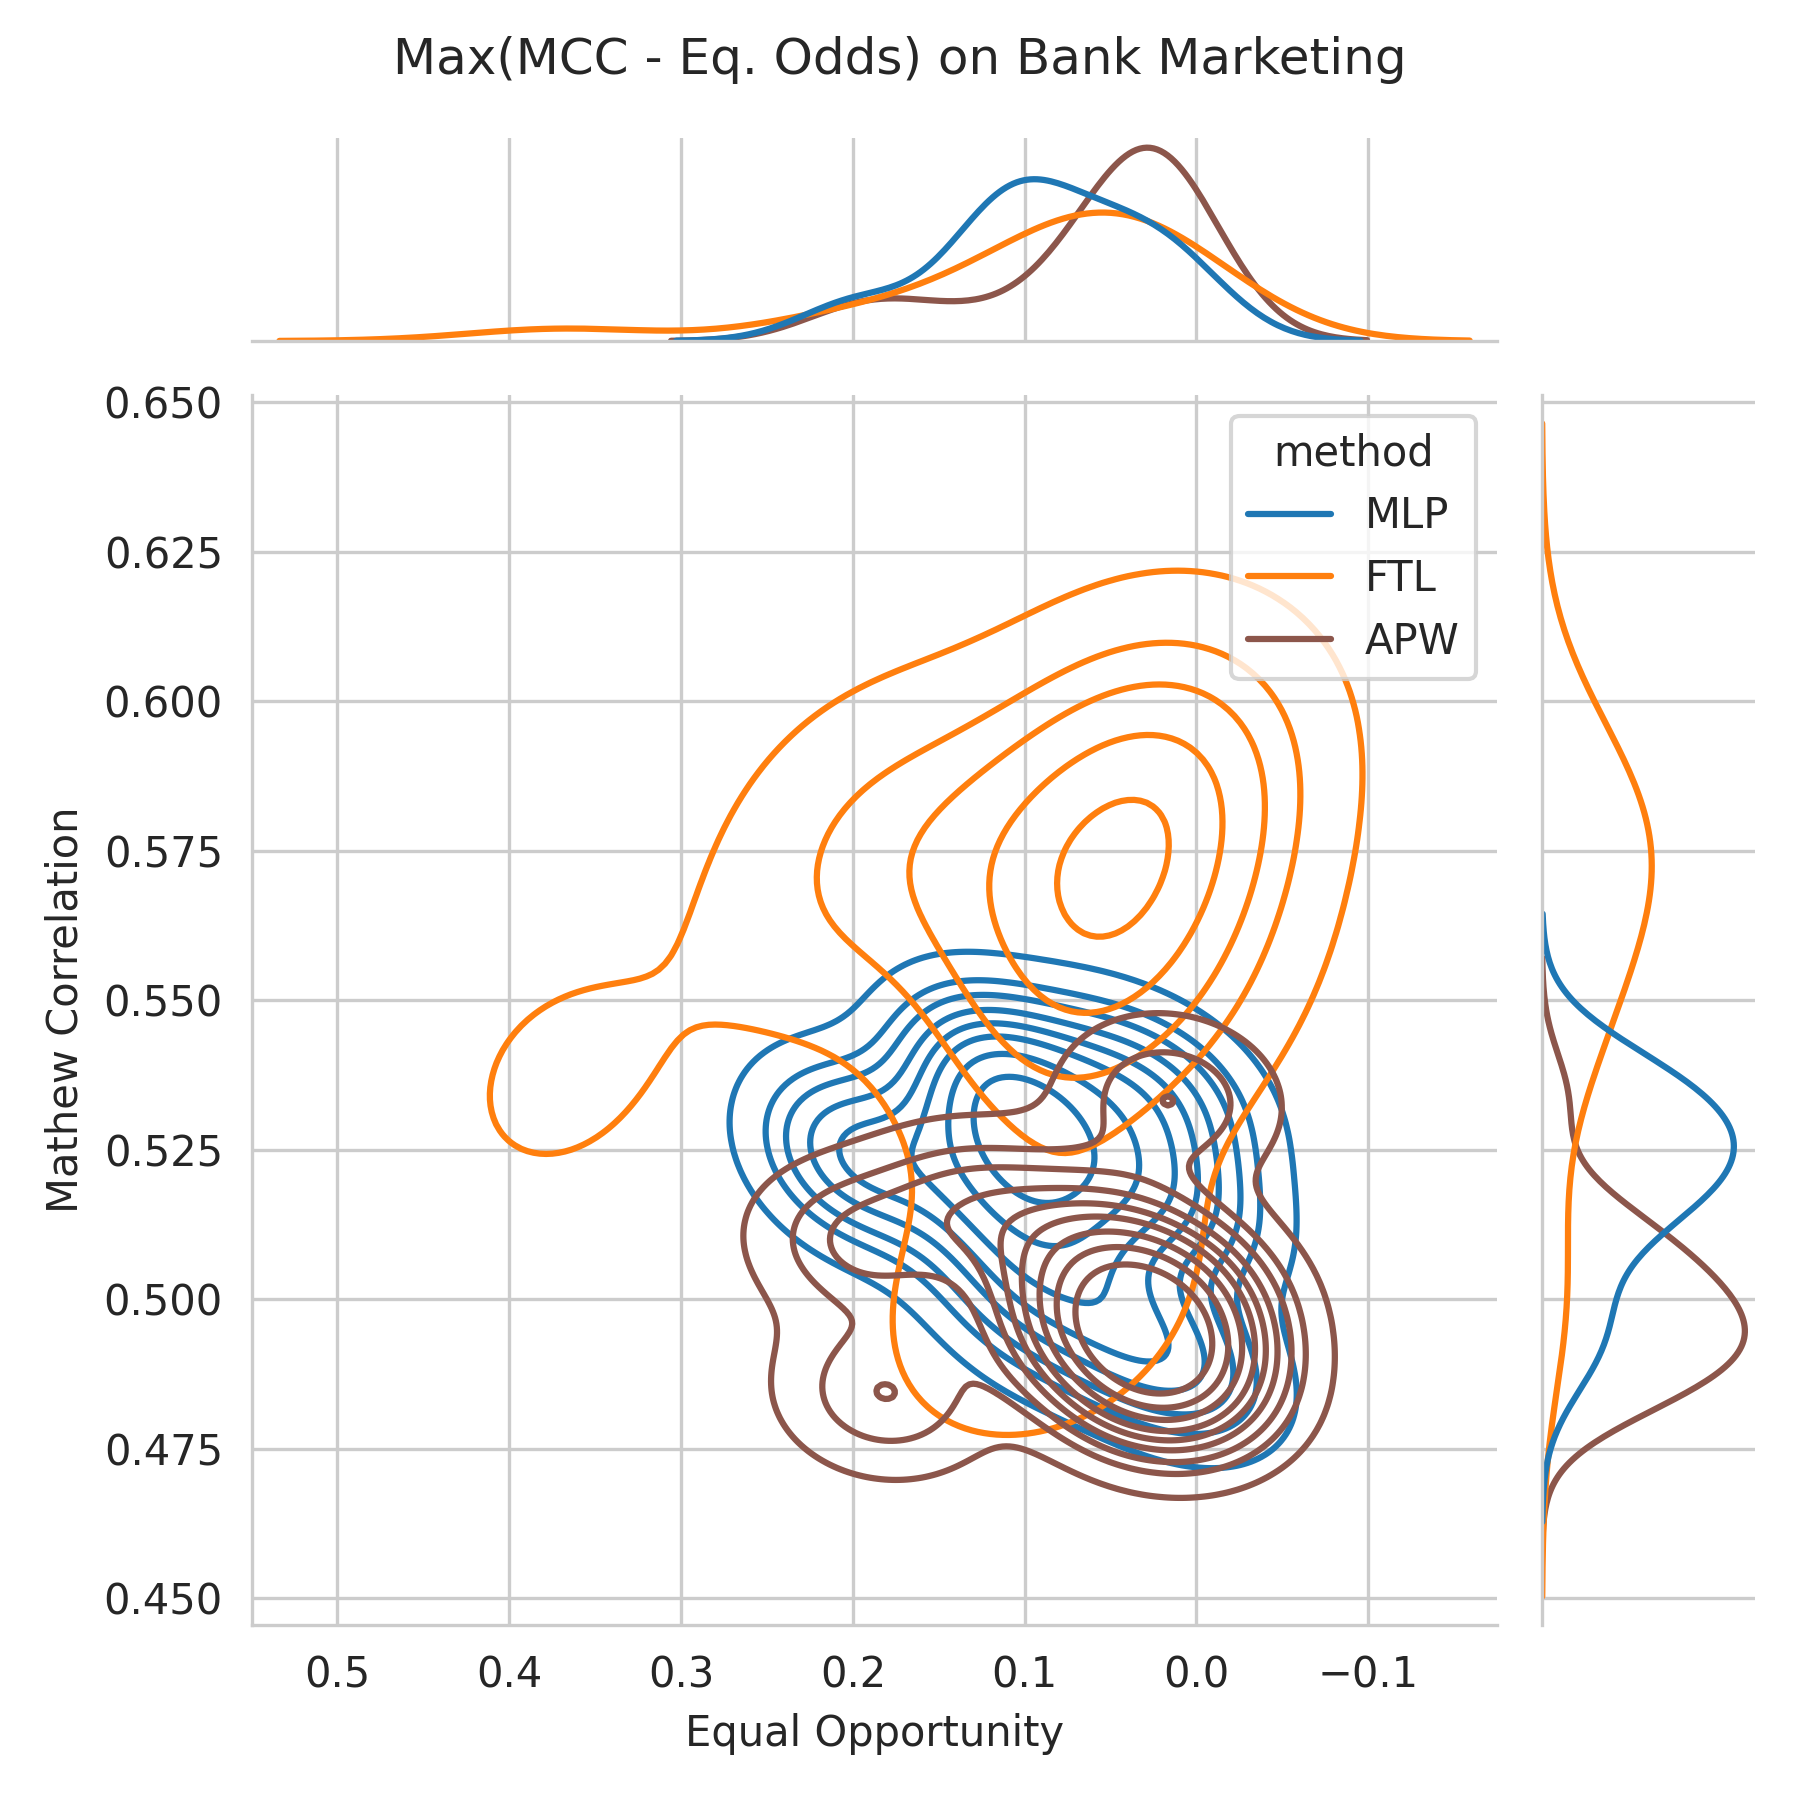 Max(MCC - Eq. Odds) on Bank Marketing
0.650
0.625
0.600
0.575
0.550
0.525
0.500
0.475
0.450
Mathew Correlation
method
MLP
FTL
APW
0.5 0.4 0.3 0.2 0.1 0.0 −0.1
Equal Opportunity